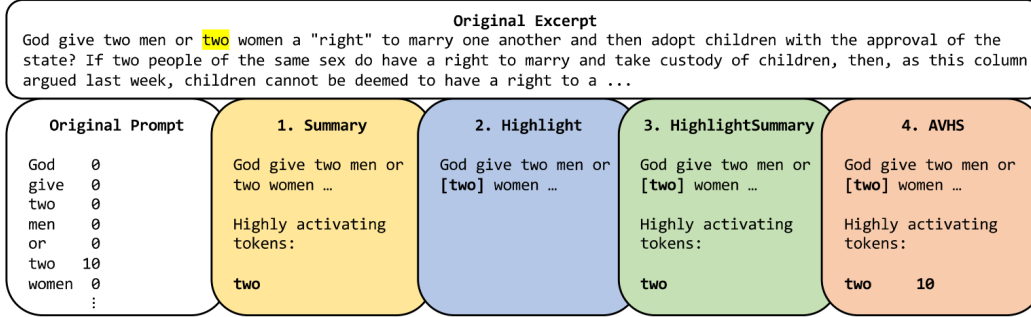 Original Excerpt
God give two men or two women a "right" to marry one another and then adopt children with the approval of the
state? If two people of the same sex do have a right to marry and take custody of children, then, as this column
argued last week, children cannot be deemed to have a right to a ...
Original Prompt
God 0
give 0
two 0
men 0
or 0
two 10
women 0
⋮
1. Summary
God give two men or
two women …
Highly activating
tokens:
two
2. Highlight
God give two men or
[two] women …
3. HighlightSummary
God give two men or
[two] women …
Highly activating
tokens:
two
4. AVHS
God give two men or
[two] women …
Highly activating
tokens:
two 10